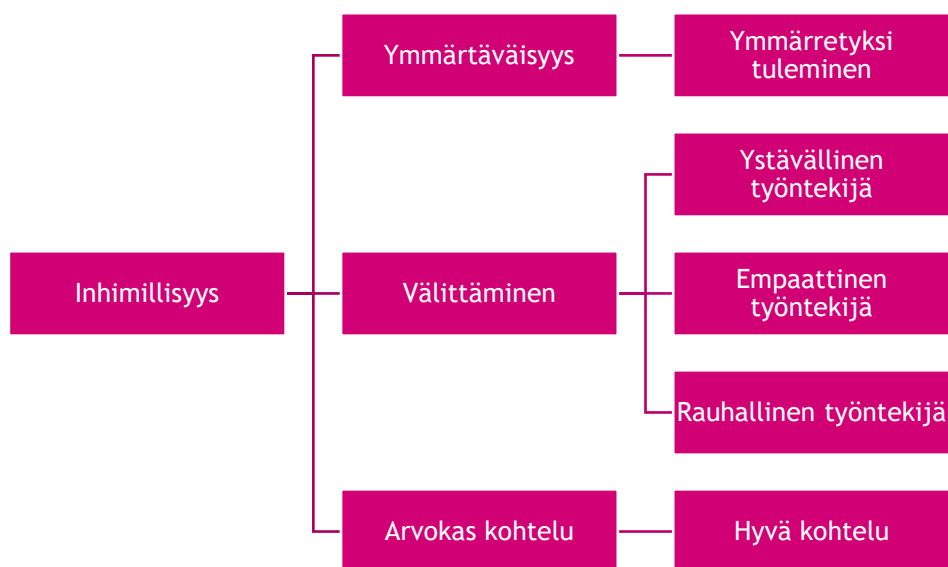 Ymmärtäväisyys
Ymmärretyksi
tuleminen
Ystävällinen
työntekijä
Inhimillisyys
Välittäminen
Empaattinen
työntekijä
Rauhallinen työntekijä
Arvokas kohtelu
Hyvä kohtelu